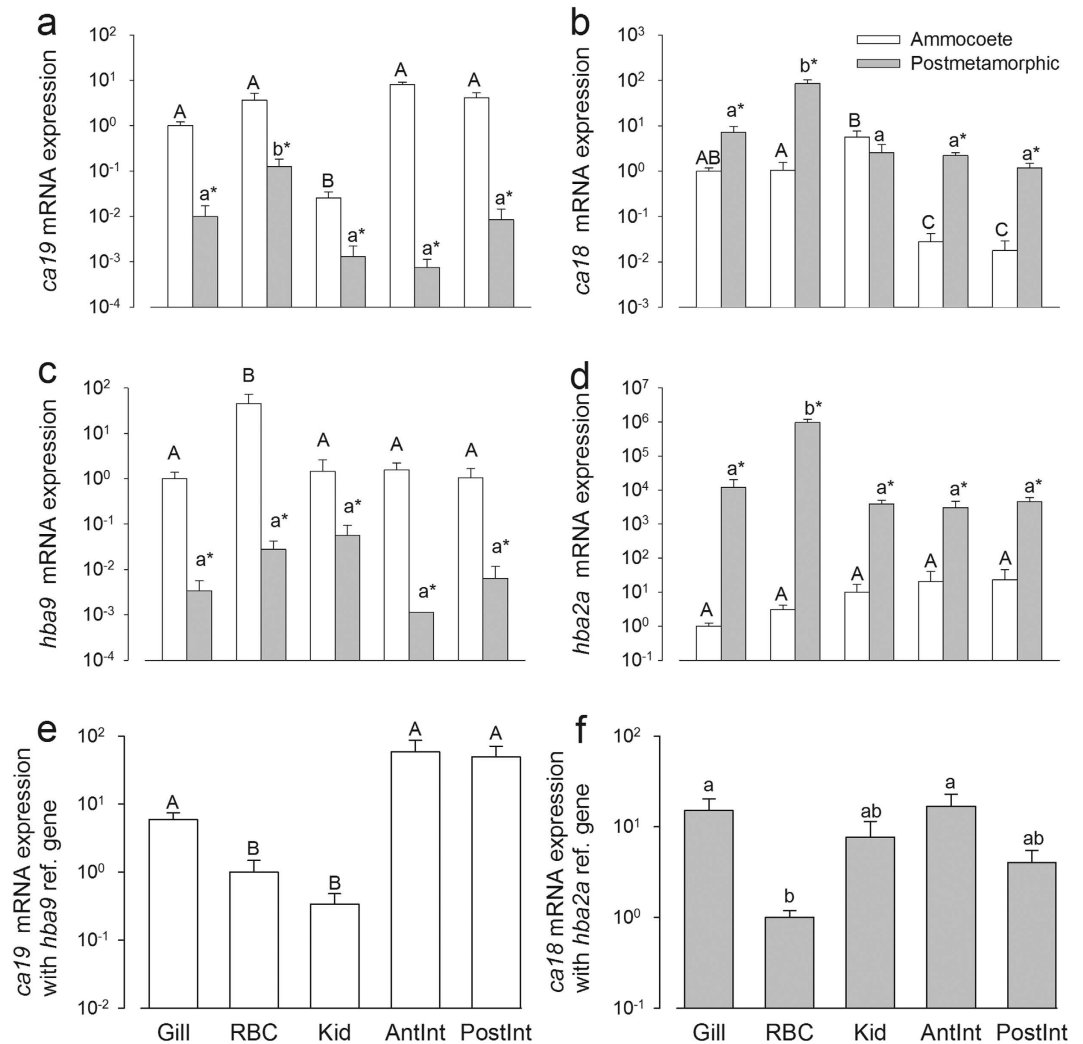 a
ca19 mRNA expression
10²
10¹
10⁰
10⁻¹
10⁻²
10⁻³
10⁻⁴
A
a*
A
b*
B
a*
A
a*
A
a*
b
ca18 mRNA expression
10³
10²
10¹
10⁰
10⁻¹
10⁻²
10⁻³
Ammocoete
Postmetamorphic
AB
a*
A
b*
B
a
C
a*
C
a*
c
hba9 mRNA expression
10²
10¹
10⁰
10⁻¹
10⁻²
10⁻³
10⁻⁴
A
a*
B
a*
A
a*
A
a*
A
a*
d
hba2a mRNA expression
10⁷
10⁶
10⁵
10⁴
10³
10²
10¹
10⁰
10⁻¹
A
a*
A
b*
A
a*
A
a*
A
a*
e
ca19 mRNA expression
with hba9 ref. gene
10²
10¹
10⁰
10⁻¹
10⁻²
A
B
B
A
A
Gill RBC Kid AntInt PostInt
f
ca18 mRNA expression
with hba2a ref. gene
10²
10¹
10⁰
10⁻¹
a
b
ab
a
ab
Gill RBC Kid AntInt PostInt